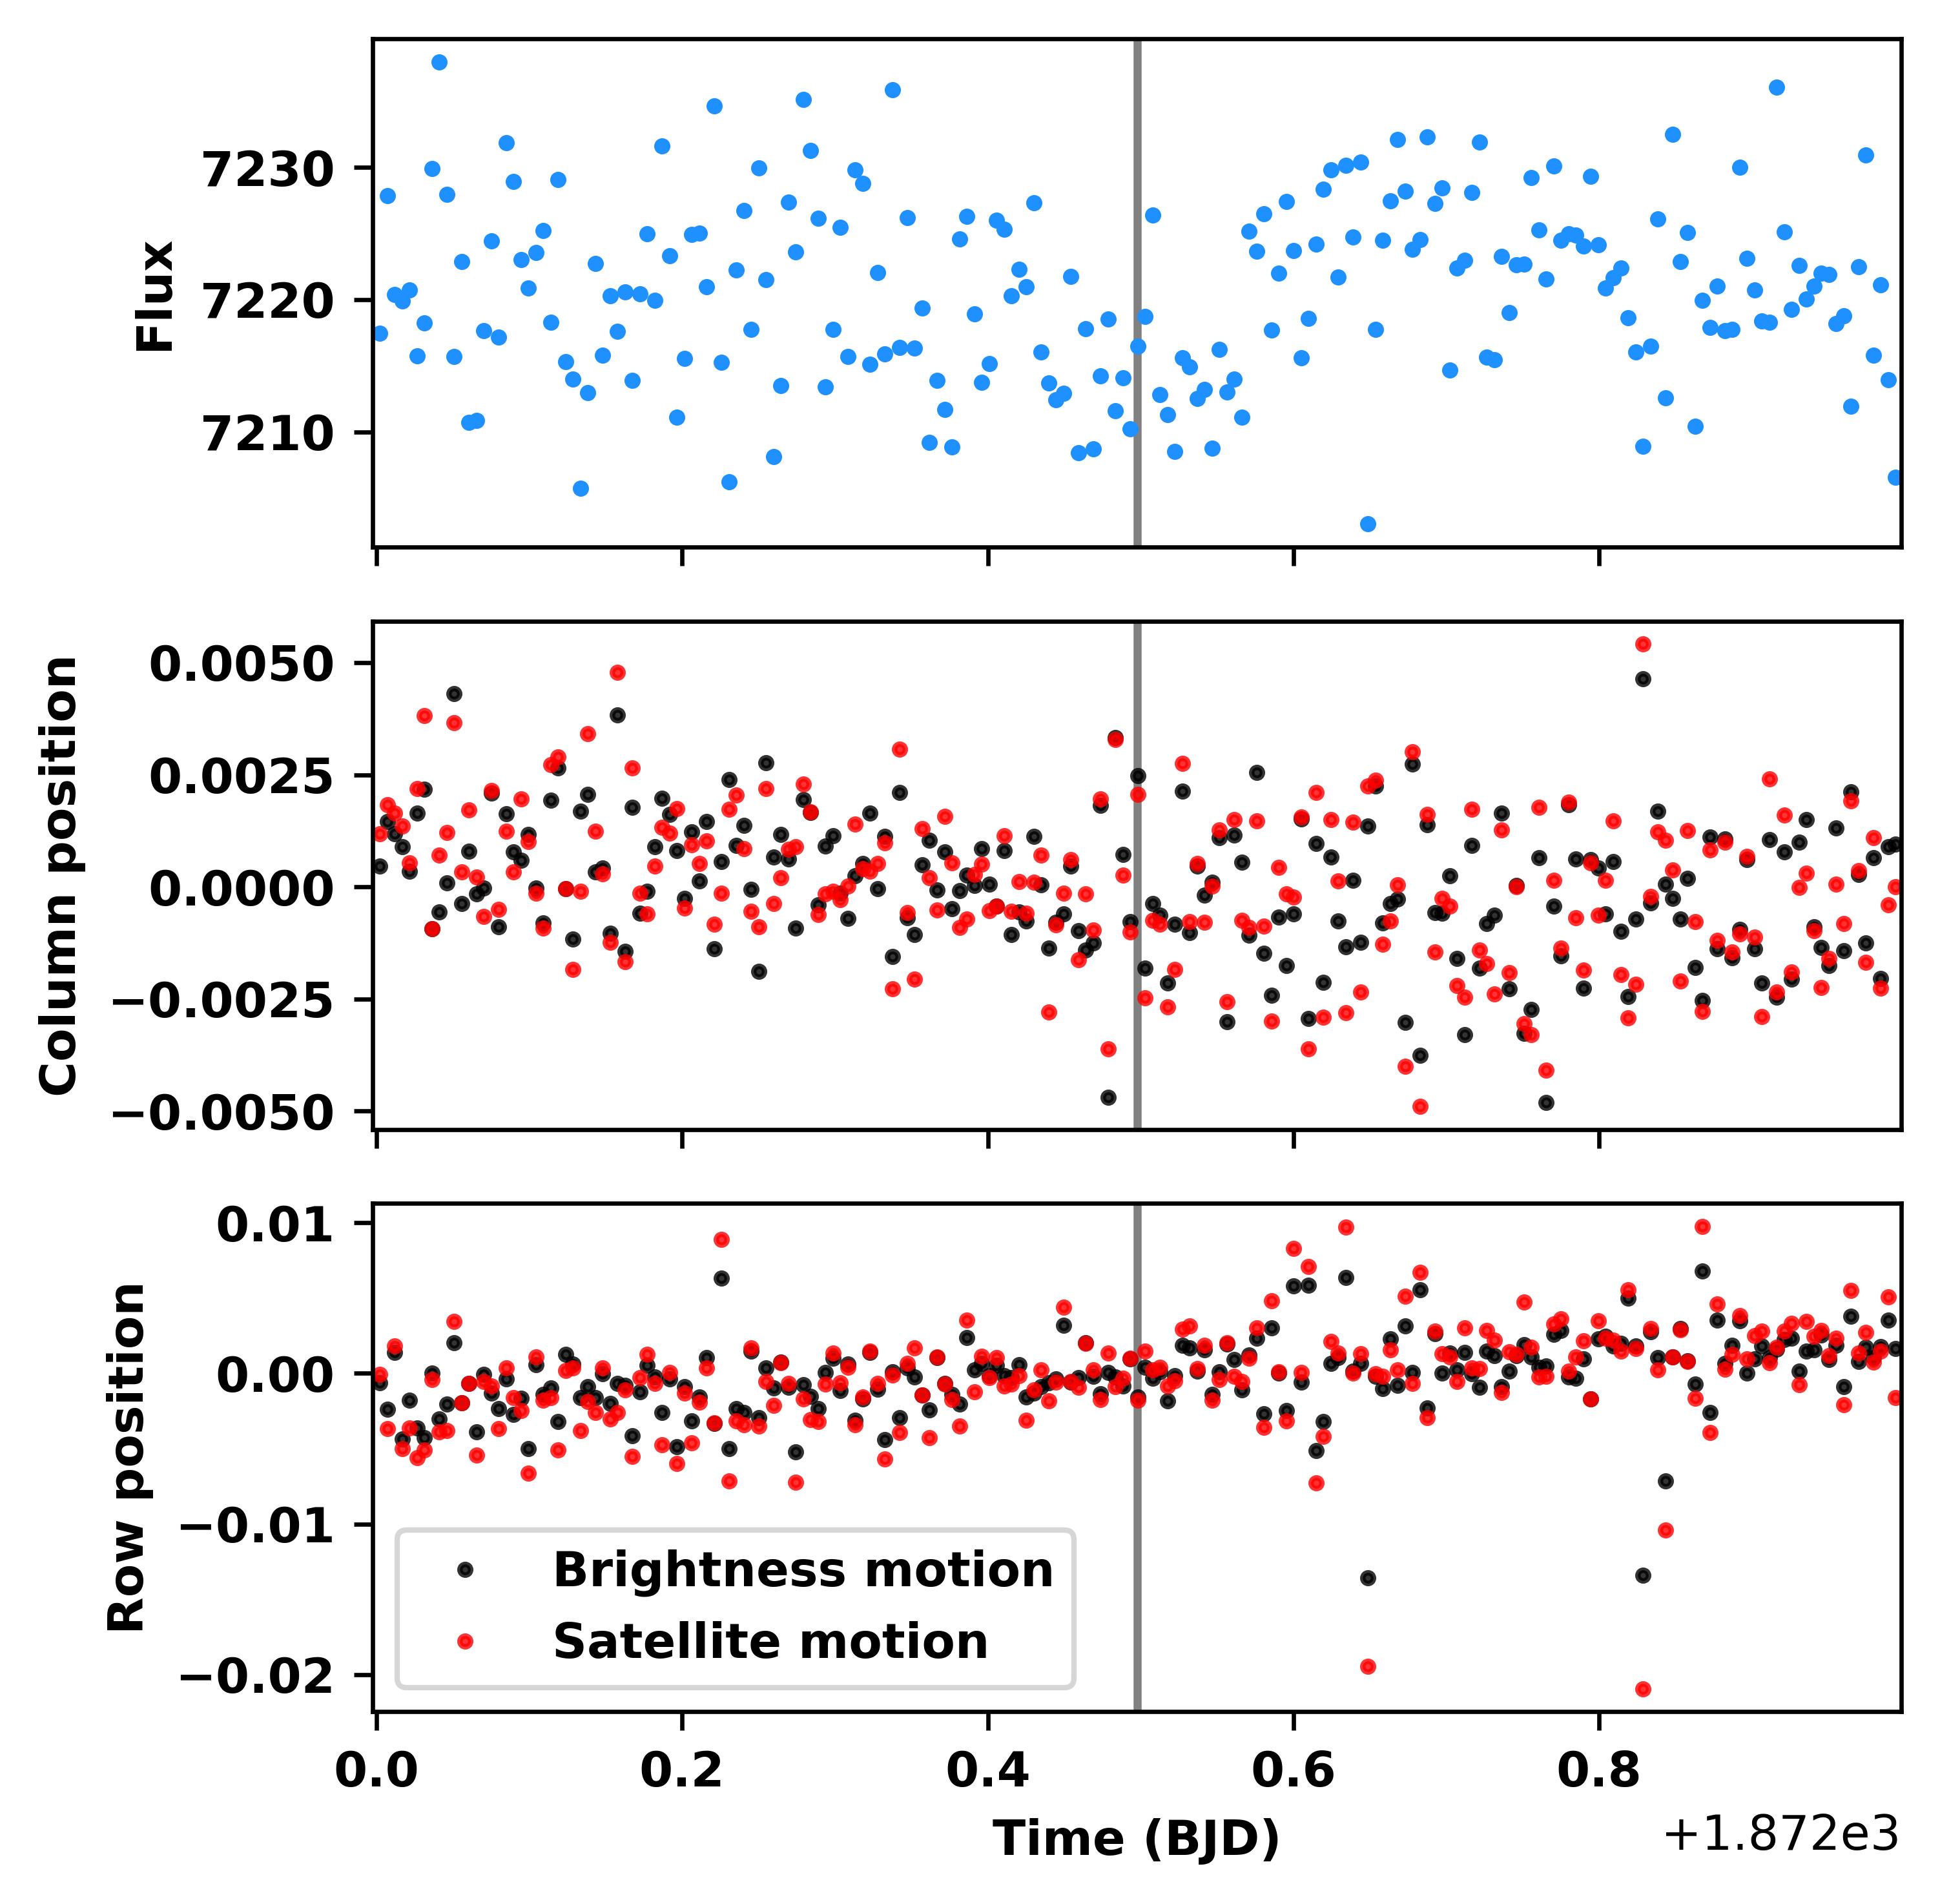 Flux
7230
7220
7210
Column position
0.0050
0.0025
0.0000
−0.0025
−0.0050
Row position
0.01
0.00
−0.01
−0.02
Brightness motion
Satellite motion
0.0 0.2 0.4 0.6 0.8
Time (BJD)
+1.872e3